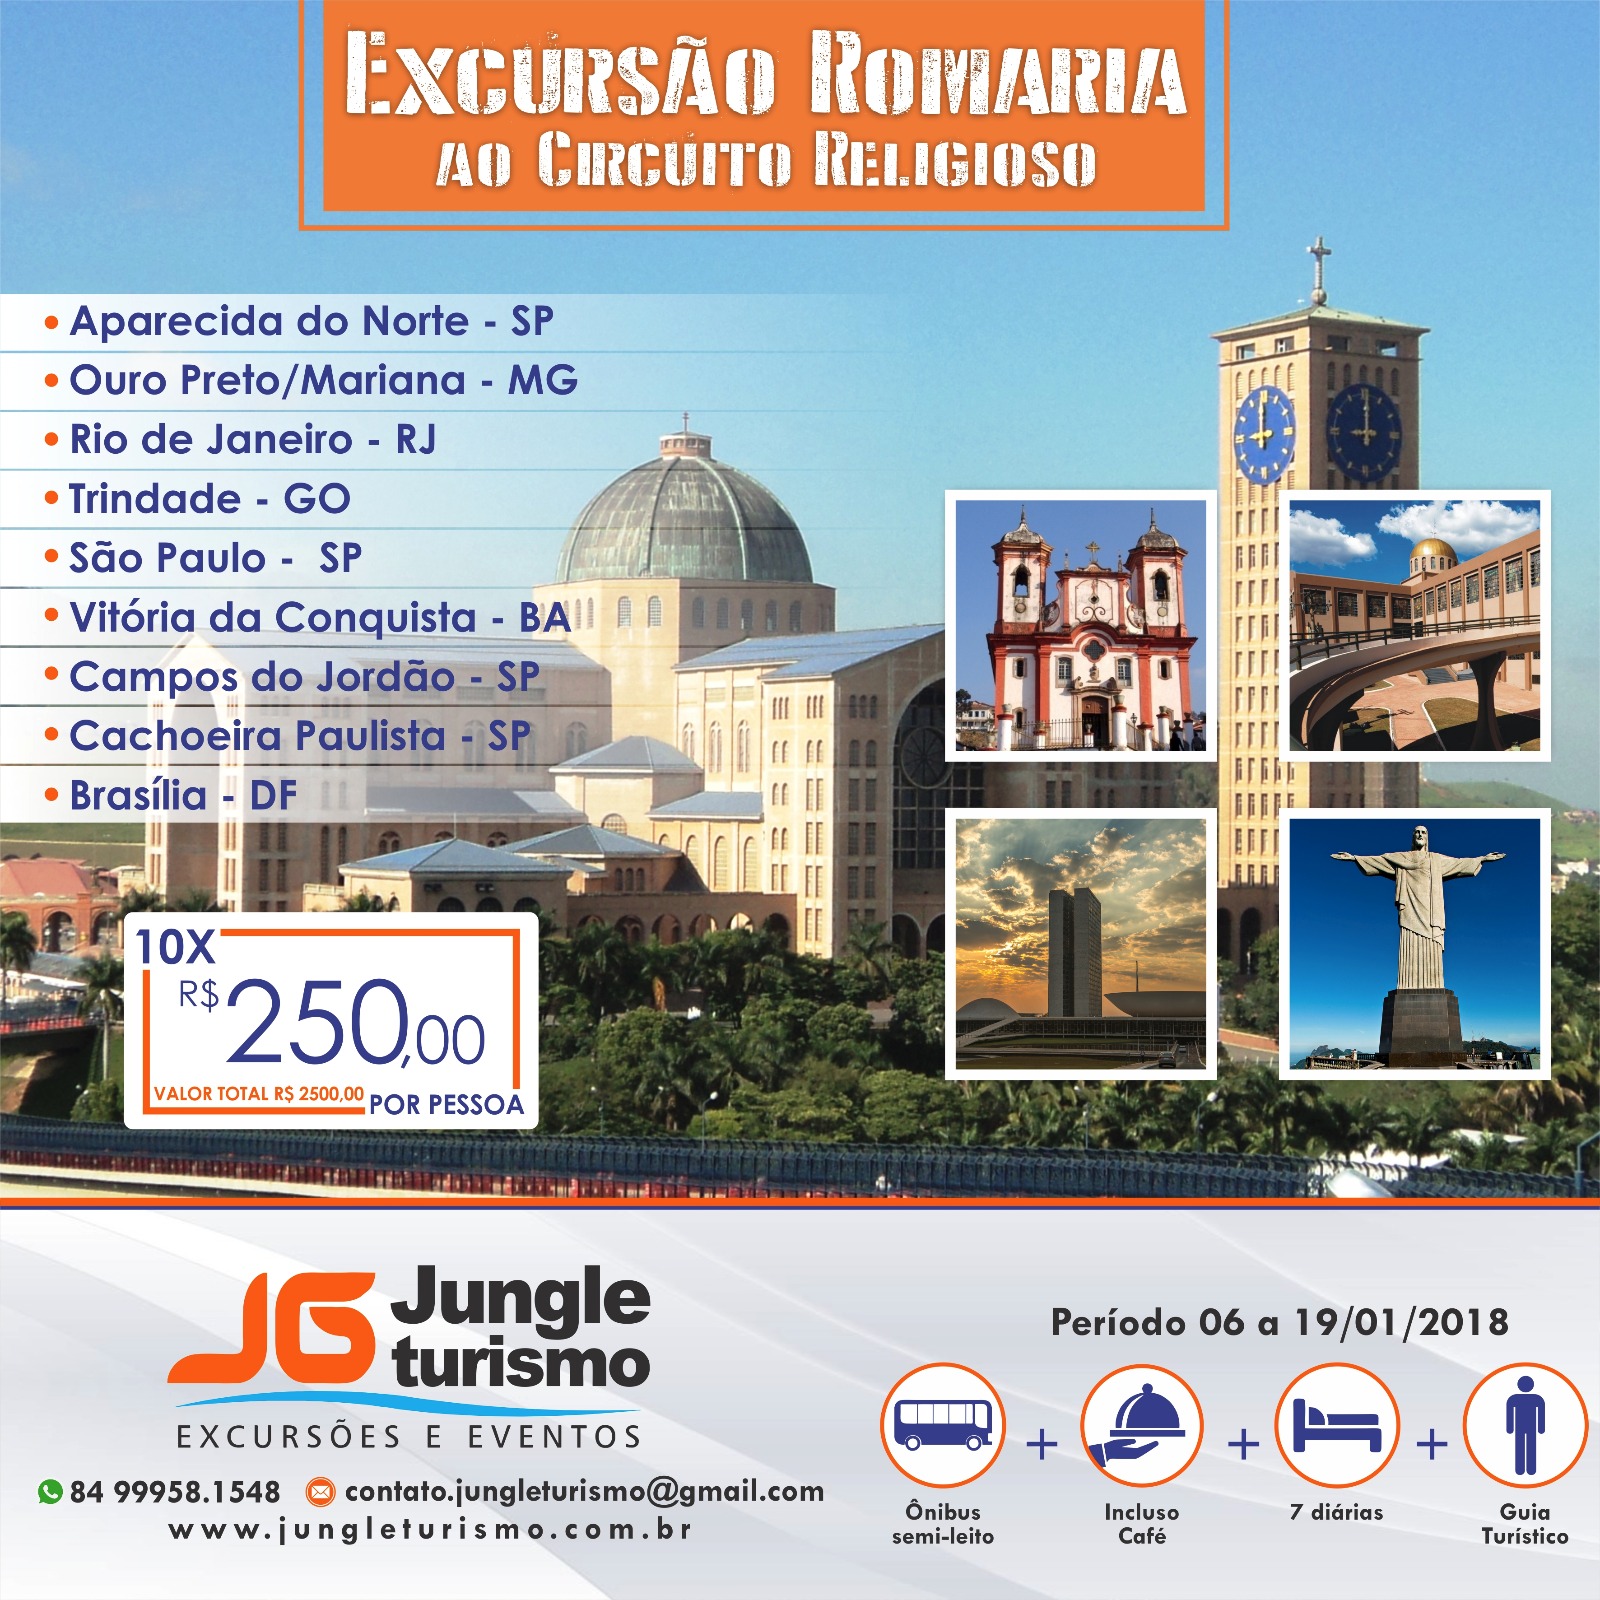 EXCURSÃO ROMARIA
AO CIRCUITO RELIGIOSO
• Aparecida do Norte - SP
• Ouro Preto/Mariana - MG
• Rio de Janeiro - RJ
• Trindade - GO
• São Paulo -  SP
• Vitória da Conquista - BA
• Campos do Jordão - SP
• Cachoeira Paulista - SP
• Brasília - DF
10X
R$ 250,00
VALOR TOTAL R$ 2500,00 POR PESSOA
JG Jungle
turismo
EXCURSÕES E EVENTOS
84 99958.1548 contato.jungleturismo@gmail.com
www.jungleturismo.com.br
Período 06 a 19/01/2018
+ + +
Ônibus
semi-leito
Incluso
Café
7 diárias
Guia
Turístico